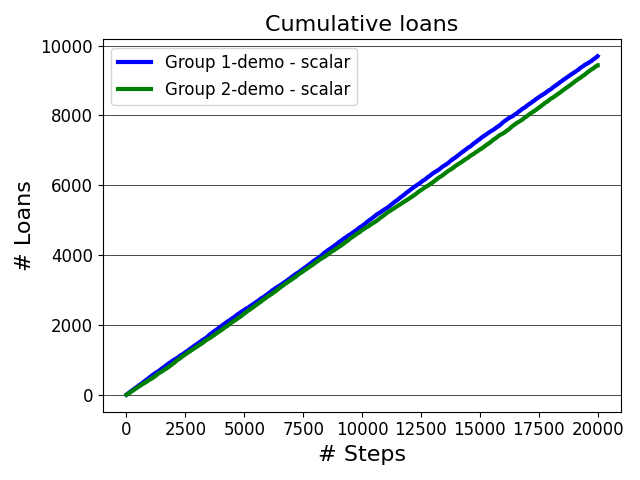 Cumulative loans
Group 1-demo - scalar
Group 2-demo - scalar
# Loans
10000
8000
6000
4000
2000
0
0 2500 5000 7500 10000 12500 15000 17500 20000
# Steps